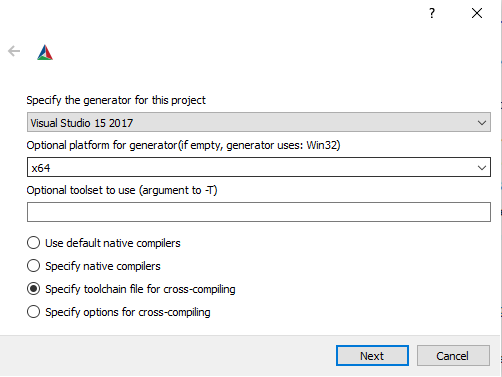 ?
Specify the generator for this project
Visual Studio 15 2017
Optional platform for generator(if empty, generator uses: Win32)
x64
Optional toolset to use (argument to -T)
Use default native compilers
Specify native compilers
Specify toolchain file for cross-compiling
Specify options for cross-compiling
Next Cancel